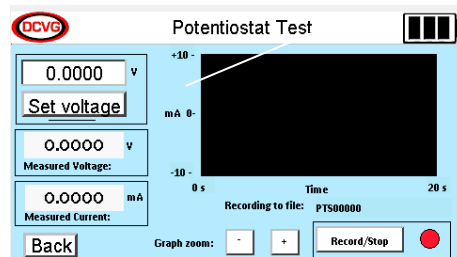 DCVG
Potentiostat Test
0.0000 V
Set voltage
0.0000 V
Measured Voltage:
0.0000 mA
Measured Current:
Back
+10 -
mA 0-
-10 -
0 s Time 20 s
Recording to file: PTS00000
Graph zoom: - + Record/Stop